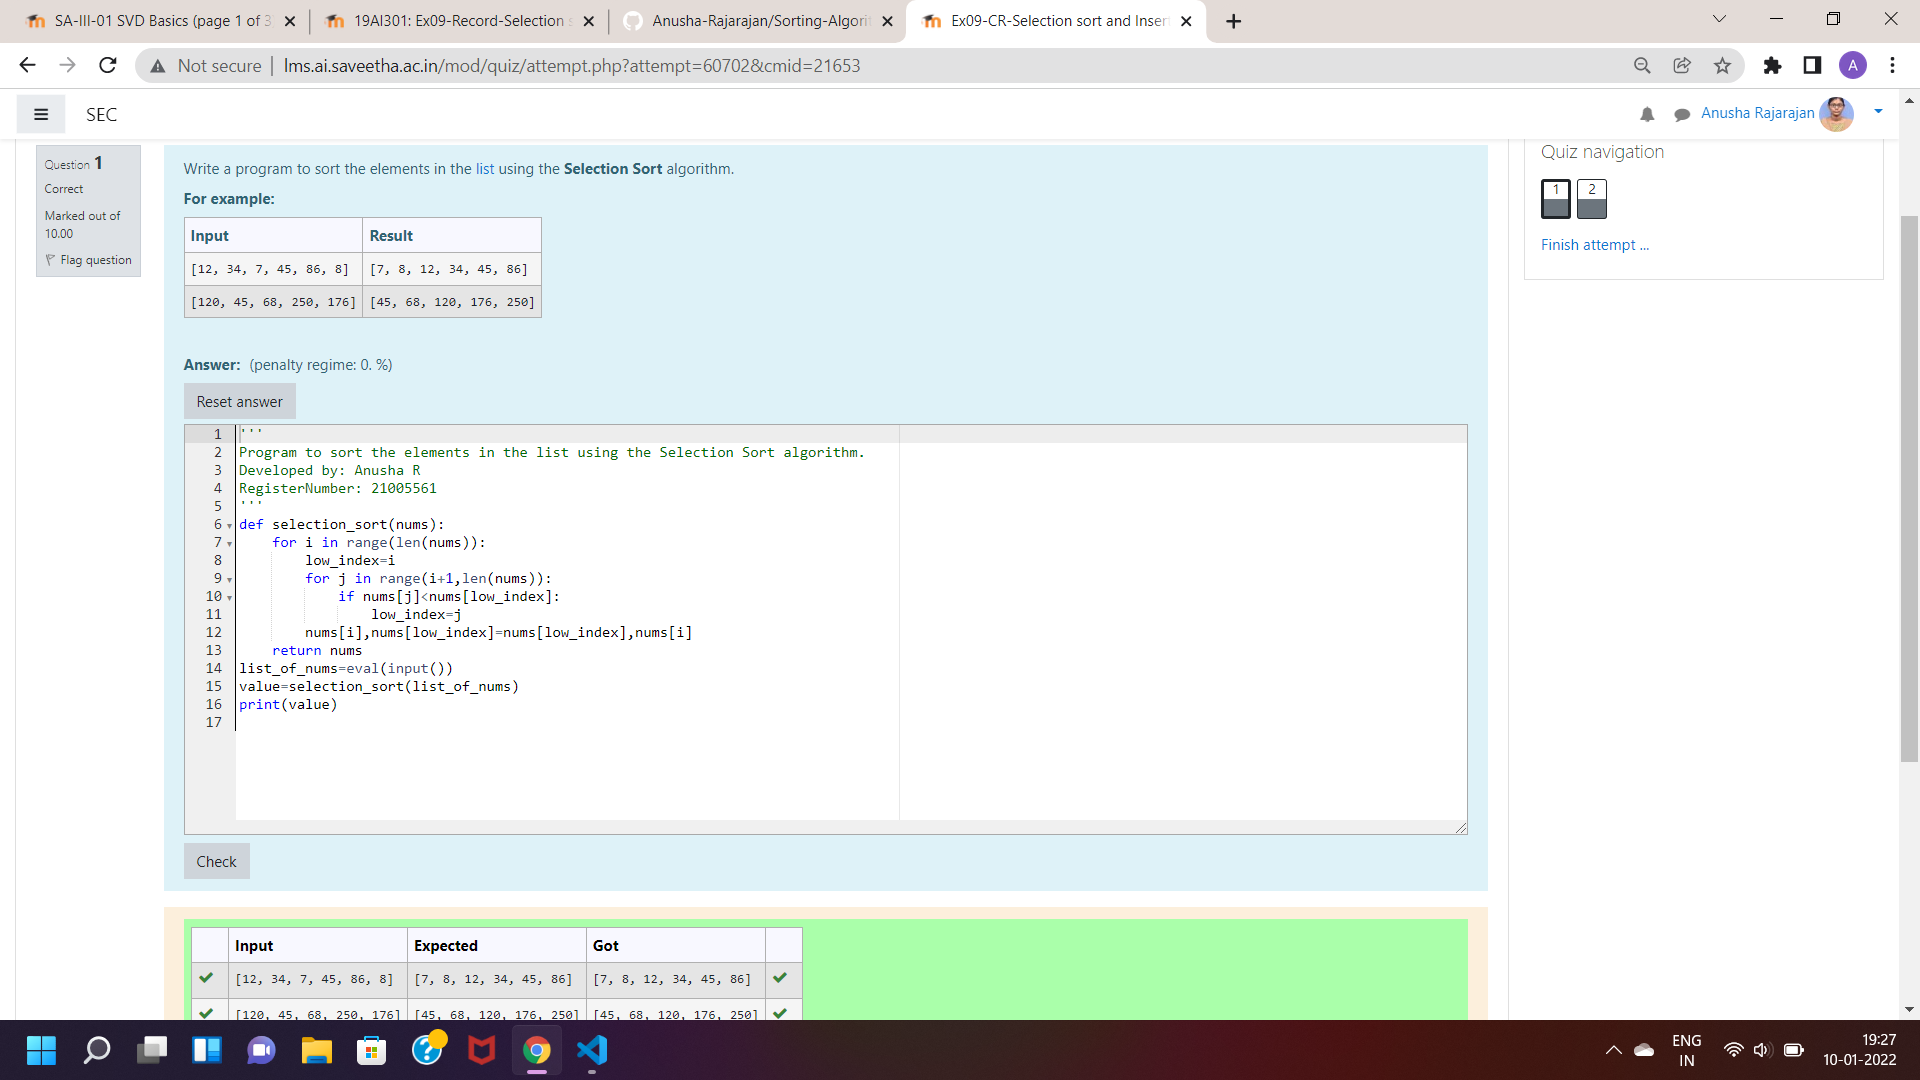 SA-III-01 SVD Basics (page 1 of 3
19AI301: Ex09-Record-Selection s
Anusha-Rajarajan/Sorting-Algorit
Ex09-CR-Selection sort and Inser
Not secure | lms.ai.saveetha.ac.in/mod/quiz/attempt.php?attempt=60702&cmid=21653
A
SEC
Anusha Rajarajan
Question 1
Correct
Marked out of
10.00
Flag question
Write a program to sort the elements in the list using the Selection Sort algorithm.
For example:
Input Result
[12, 34, 7, 45, 86, 8] [7, 8, 12, 34, 45, 86]
[120, 45, 68, 250, 176] [45, 68, 120, 176, 250]
Answer: (penalty regime: 0. %)
Reset answer
1 '''
2 Program to sort the elements in the list using the Selection Sort algorithm.
3 Developed by: Anusha R
4 RegisterNumber: 21005561
5 '''
6 def selection_sort(nums):
7     for i in range(len(nums)):
8         low_index=i
9         for j in range(i+1,len(nums)):
10             if nums[j]<nums[low_index]:
11                 low_index=j
12         nums[i],nums[low_index]=nums[low_index],nums[i]
13     return nums
14 list_of_nums=eval(input())
15 value=selection_sort(list_of_nums)
16 print(value)
17
Check
Input Expected Got
[12, 34, 7, 45, 86, 8] [7, 8, 12, 34, 45, 86] [7, 8, 12, 34, 45, 86]
[120, 45, 68, 250, 176] [45, 68, 120, 176, 250] [45, 68, 120, 176, 250]
Quiz navigation
1 2
Finish attempt ...
ENG
IN
19:27
10-01-2022